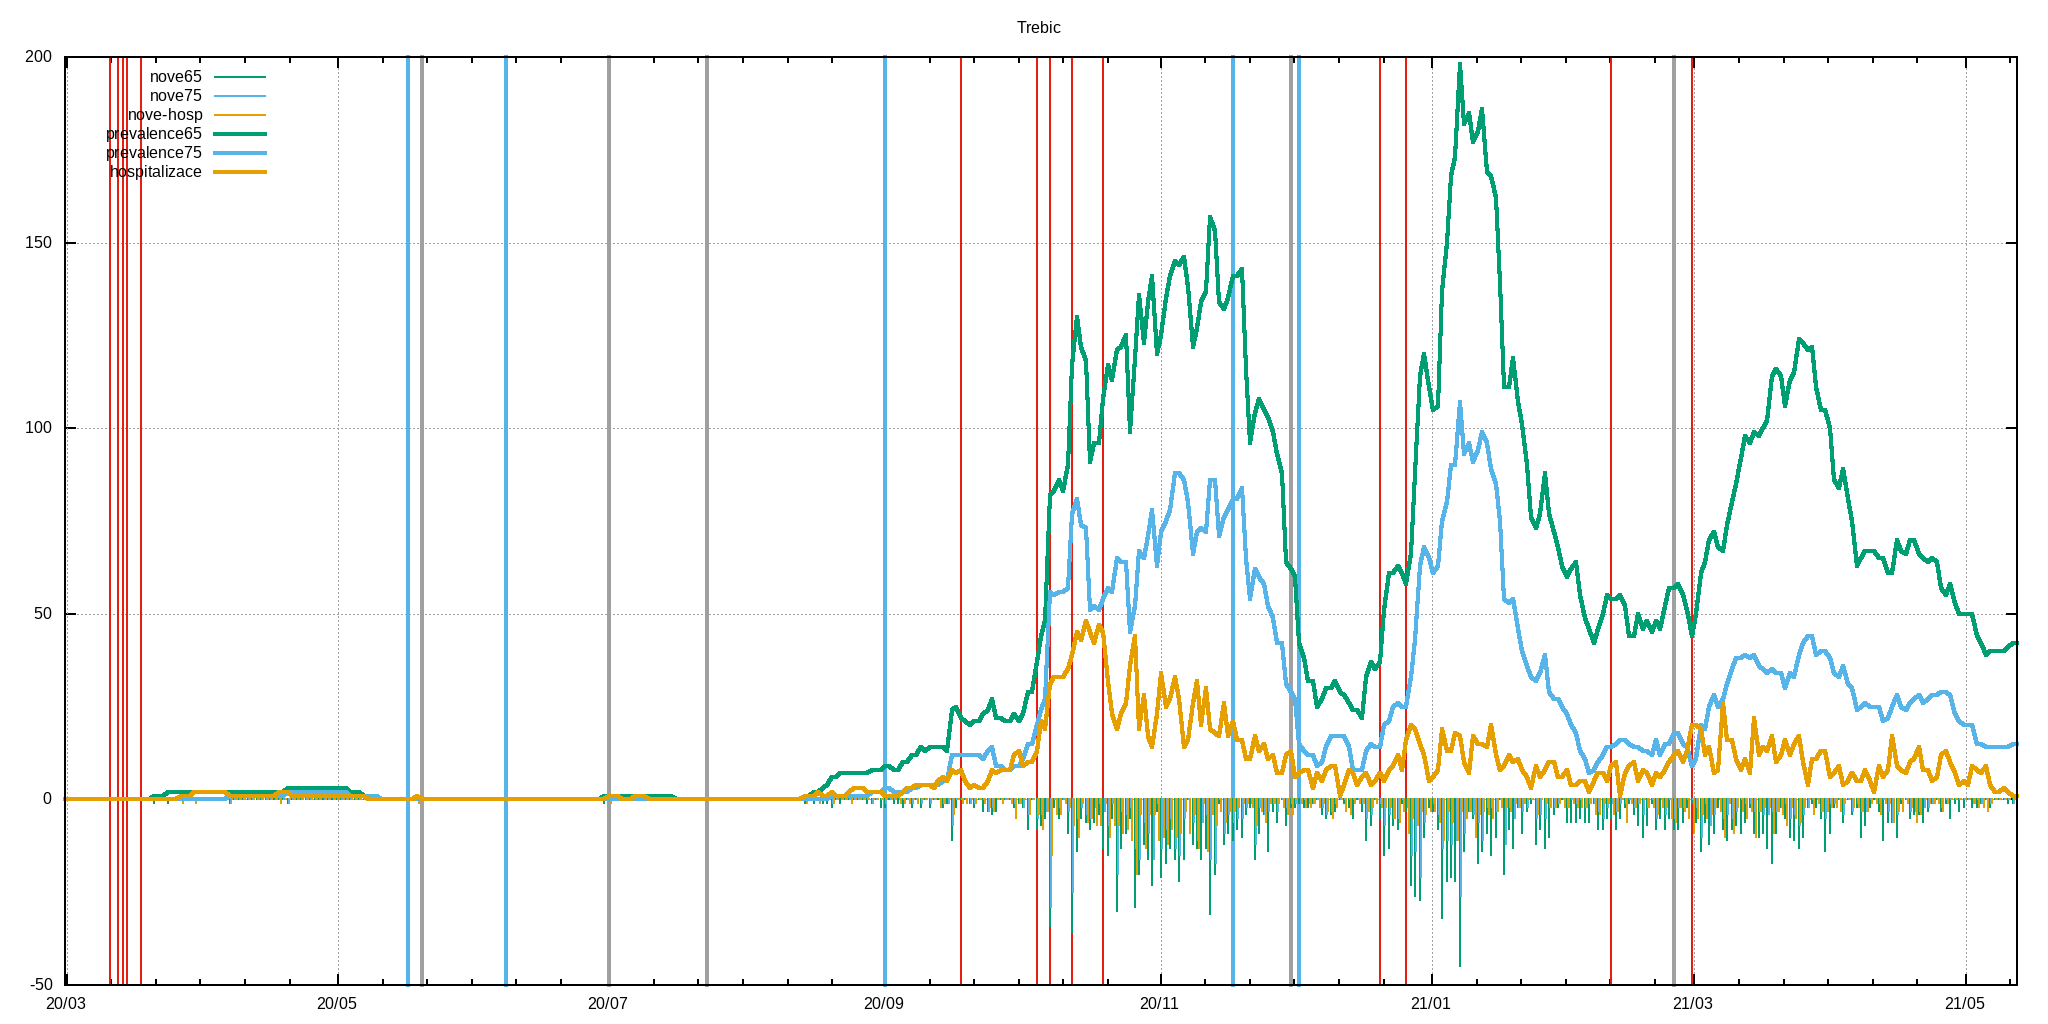 Trebic
200
nove65
nove75
nove-hosp
prevalence65
prevalence75
hospitalizace
150
100
50
0
-50
20/03 20/05 20/07 20/09 20/11 21/01 21/03 21/05